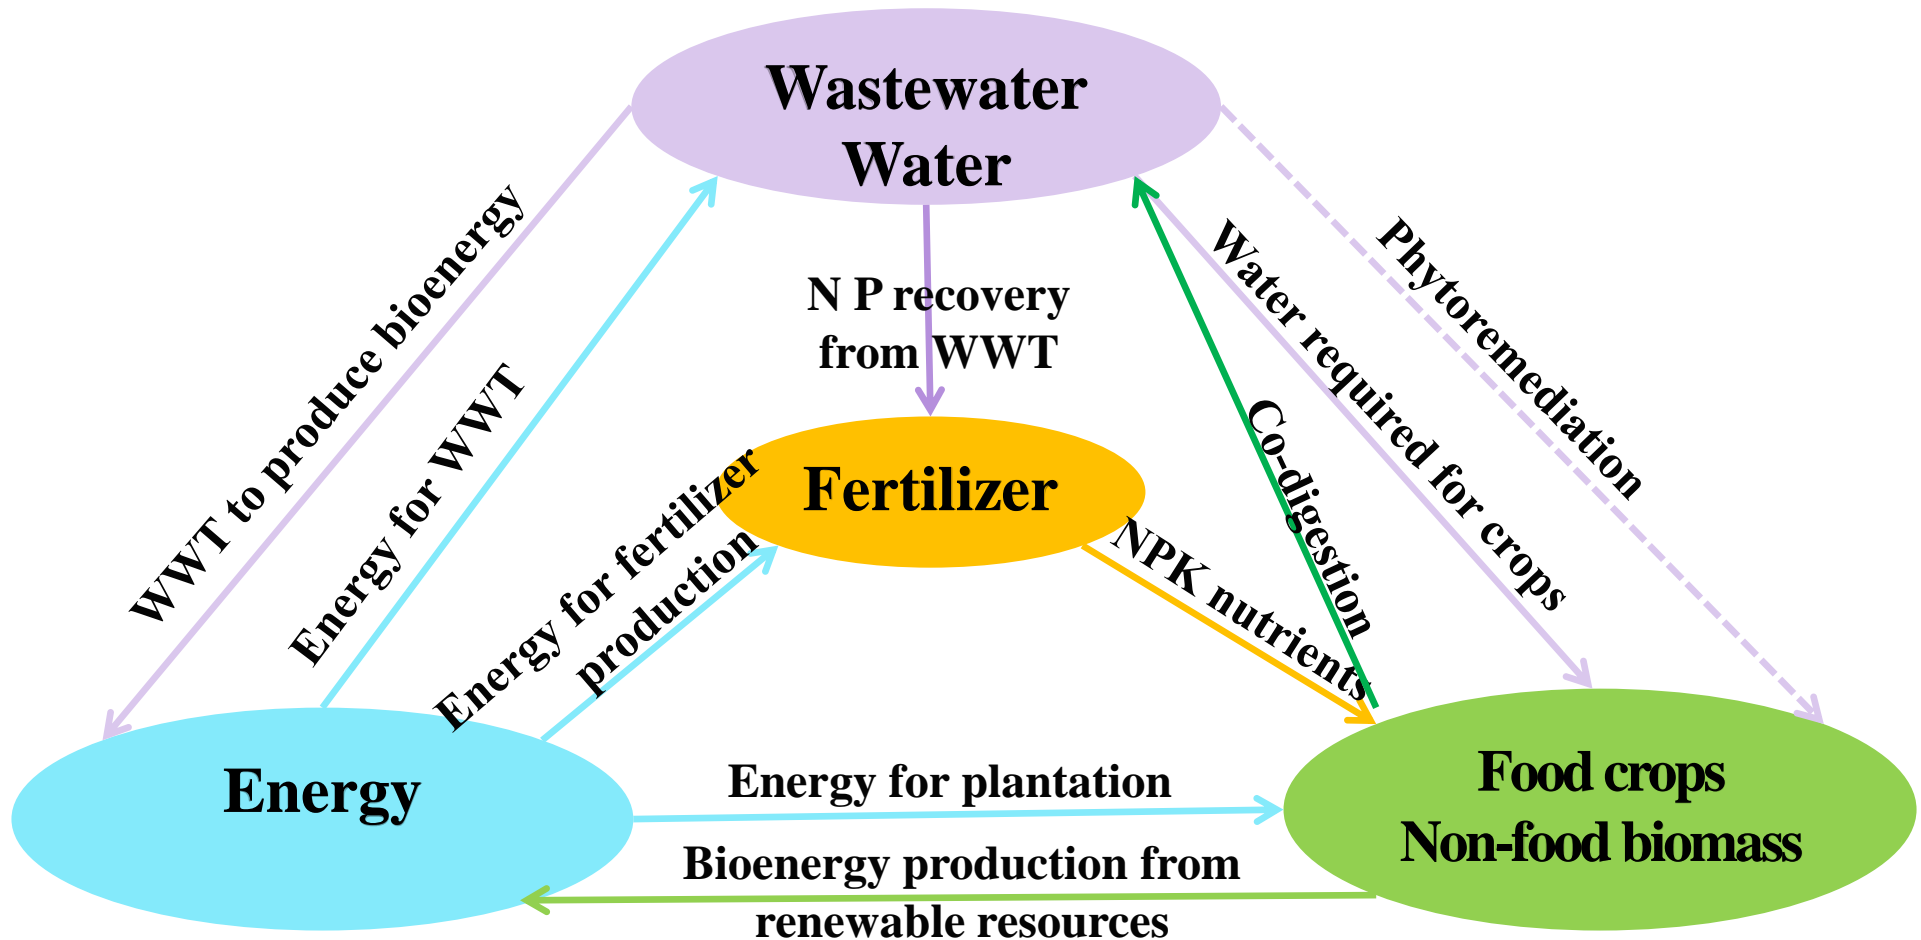 Wastewater
Water
WWT to produce bioenergy
Energy for WWT
N P recovery
from WWT
Water required for crops
Phytoremediation
Co-digestion
Fertilizer
Energy for fertilizer
production
NPK nutrients
Energy
Energy for plantation
Food crops
Non-food biomass
Bioenergy production from
renewable resources